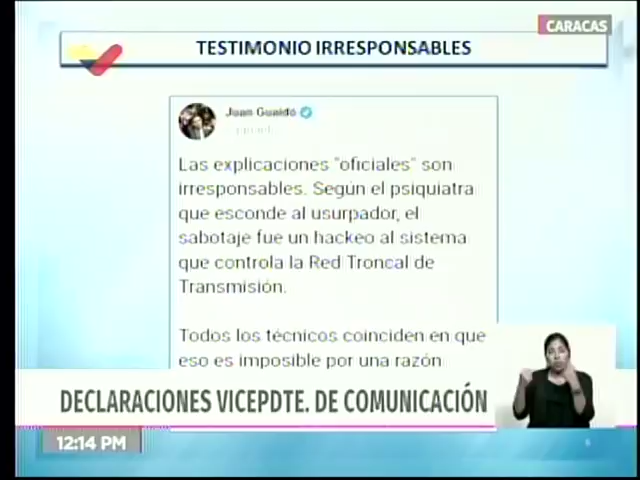 CARACAS
TESTIMONIO IRRESPONSABLES
Juan Guaidó
Las explicaciones "oficiales" son
irresponsables. Según el psiquiatra
que esconde al usurpador, el
sabotaje fue un hackeo al sistema
que controla la Red Troncal de
Transmisión.
Todos los técnicos coinciden en que
eso es imposible por una razón
DECLARACIONES VICEPDTE. DE COMUNICACIÓN
12:14 PM